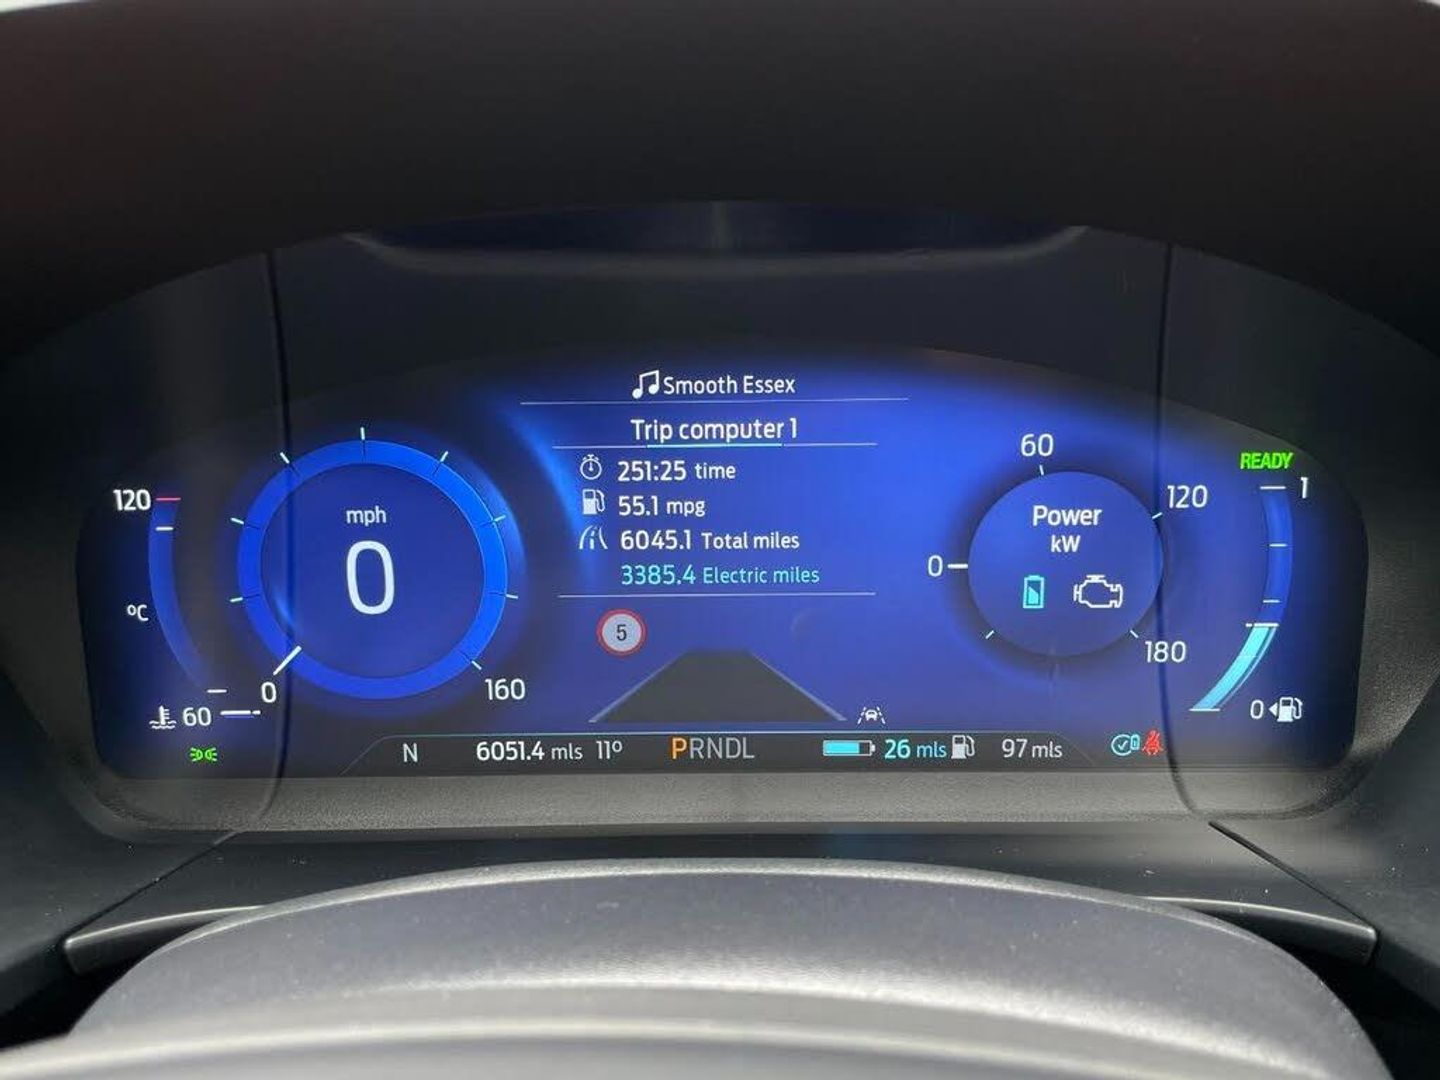 Smooth Essex
Trip computer 1
251:25 time
55.1 mpg
6045.1 Total miles
3385.4 Electric miles
5
120
°C
60
mph
0
0
160
Power
kW
0
60
120
180
READY
1
0
N
6051.4 mls
11°
PRNDL
26 mls
97 mls